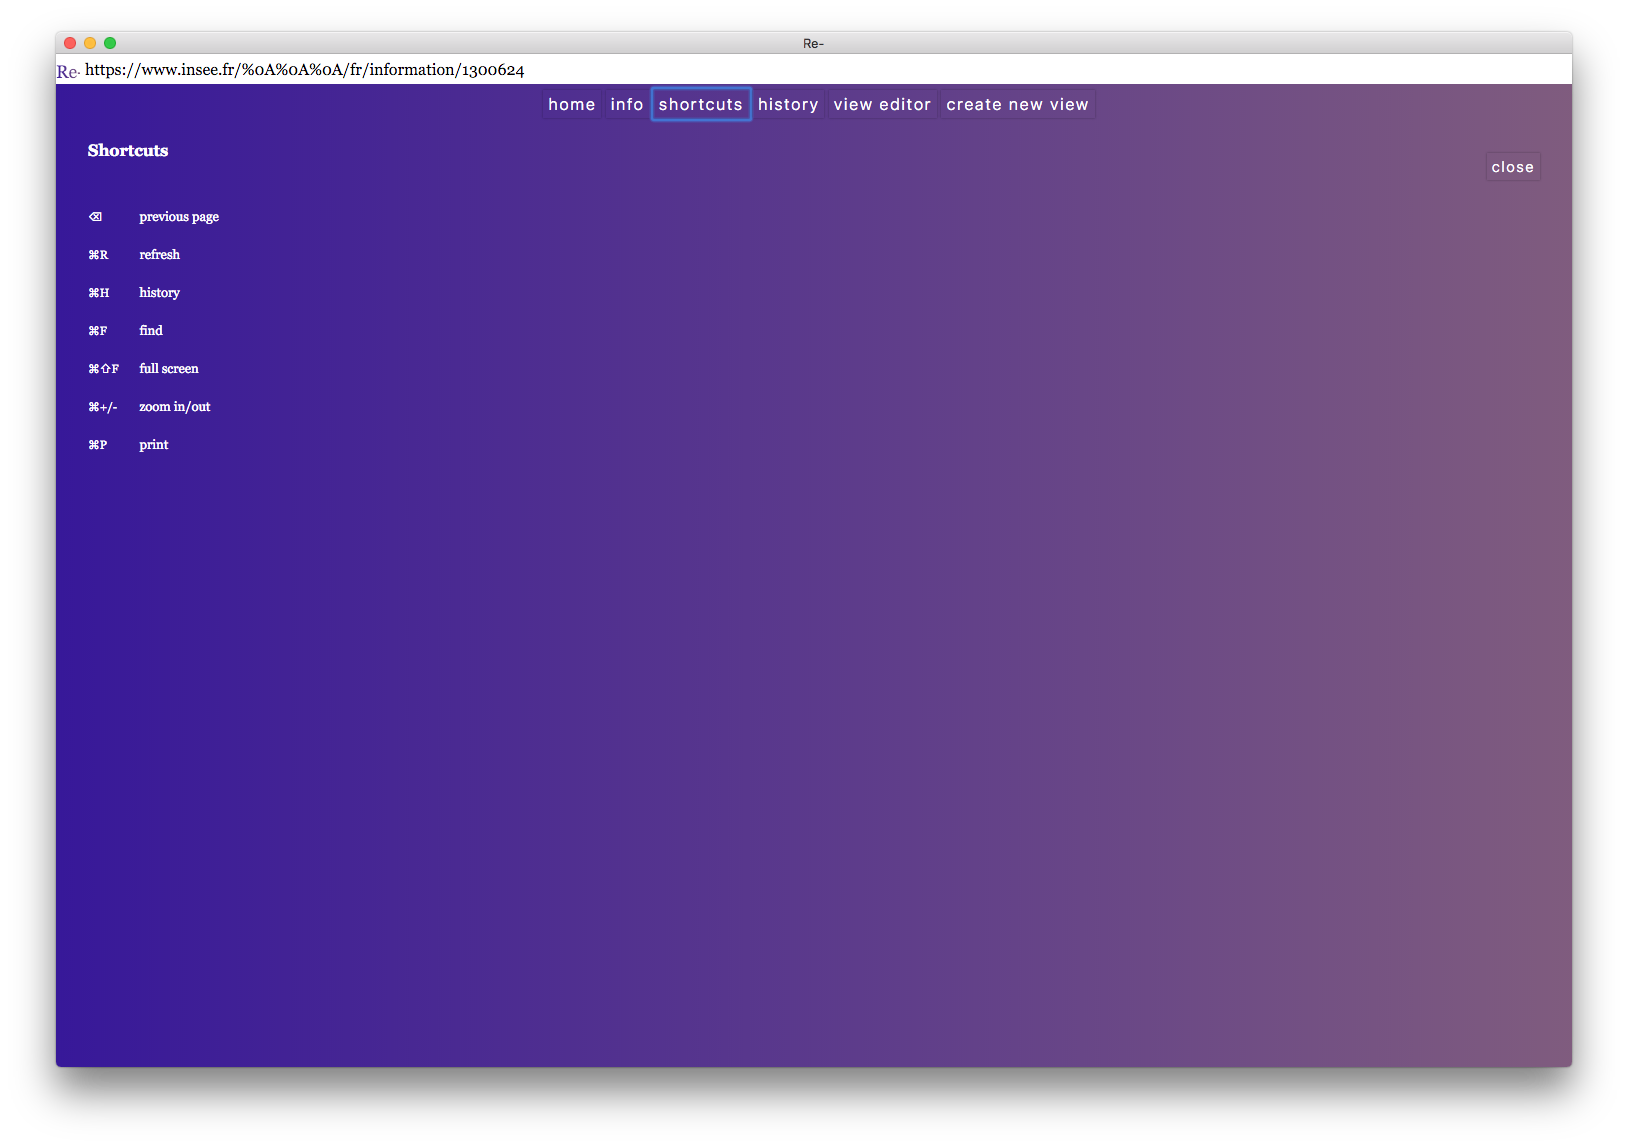 Re-
Re- https://www.insee.fr/%0A%0A%0A/fr/information/1300624
home info shortcuts history view editor create new view
Shortcuts
close
⌫ previous page
⌘R refresh
⌘H history
⌘F find
⌘⇧F full screen
⌘+/- zoom in/out
⌘P print